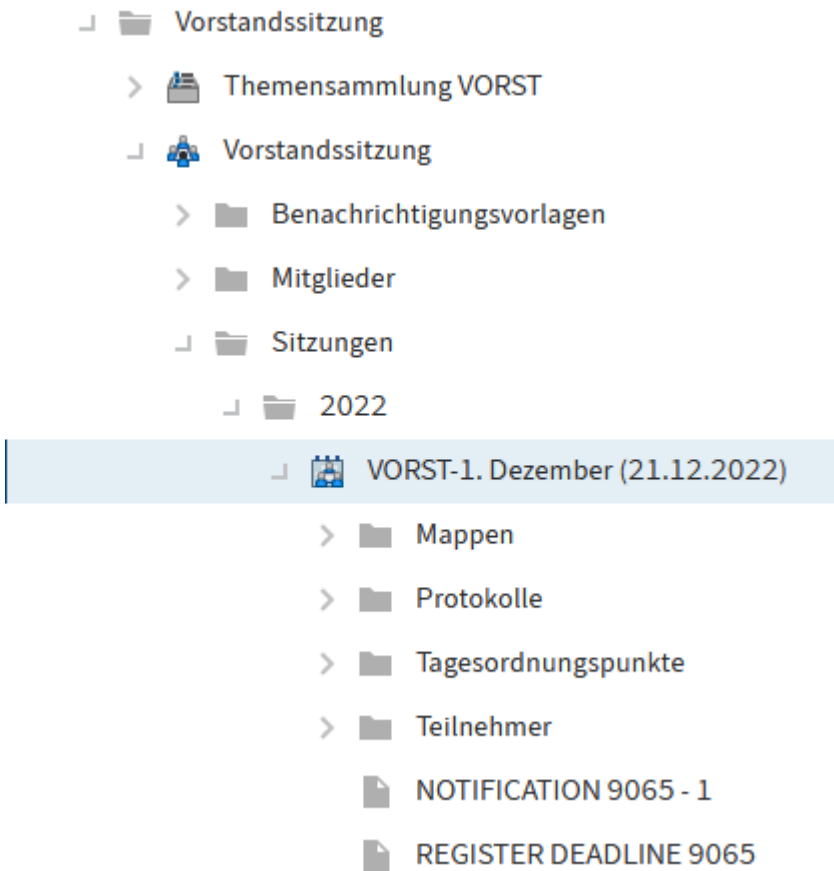 Vorstandssitzung
Themensammlung VORST
Vorstandssitzung
Benachrichtigungsvorlagen
Mitglieder
Sitzungen
2022
VORST-1. Dezember (21.12.2022)
Mappen
Protokolle
Tagesordnungspunkte
Teilnehmer
NOTIFICATION 9065 - 1
REGISTER DEADLINE 9065